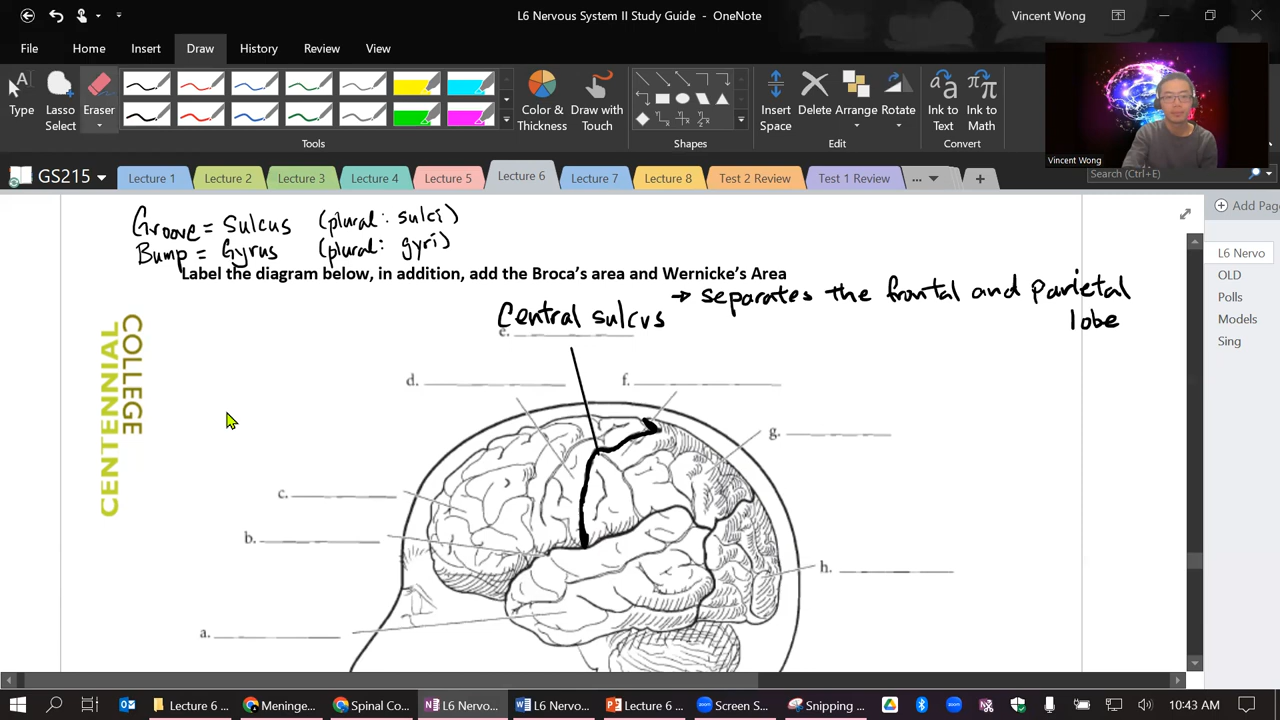 L6 Nervous System II Study Guide - OneNote
Vincent Wong
File Home Insert Draw History Review View
Type
Lasso Select
Eraser
Color & Thickness
Draw with Touch
Insert Space
Delete
Arrange
Rotate
Ink to Text
Ink to Math
Tools
Shapes
Edit
Convert
Vincent Wong
GS215
Lecture 1 Lecture 2 Lecture 3 Lecture 4 Lecture 5 Lecture 6 Lecture 7 Lecture 8 Test 2 Review Test 1 Review ...
Search (Ctrl+E)
Add Pag
L6 Nervo
OLD
Polls
Models
Sing
Groove = Sulcus (plural: sulci)
Bump = Gyrus (plural: gyri)
Label the diagram below, in addition, add the Broca's area and Wernicke's Area
→ separates the frontal and parietal
lobe
Central sulcus
e.
d.
f.
g.
c.
b.
h.
a.
CENTENNIAL
COLLEGE
Lecture 6 ...
Meninge...
Spinal Co...
L6 Nervo...
L6 Nervo...
Lecture 6 ...
Screen S...
Snipping ...
10:43 AM